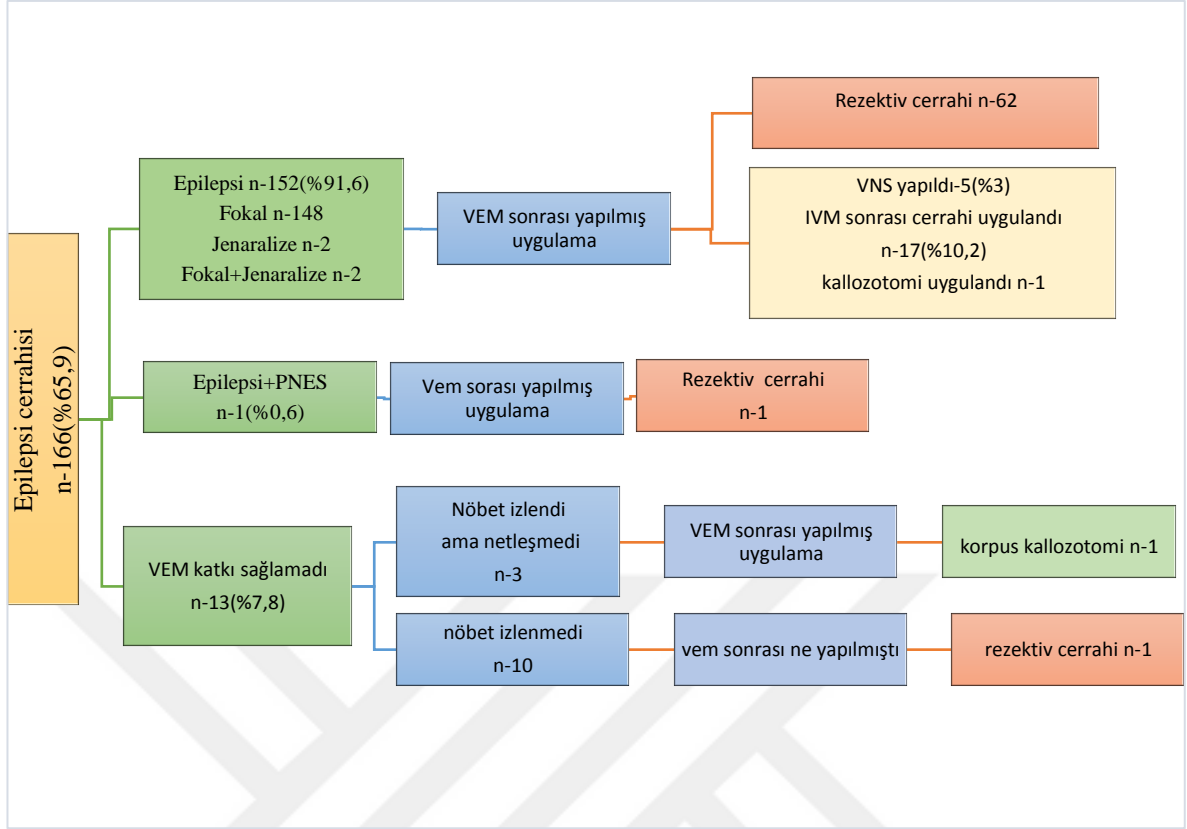 Epilepsi cerrahisi
n-166(%65,9)
Epilepsi n-152(%91,6)
Fokal n-148
Jenaralize n-2
Fokal+Jenaralize n-2
VEM sonrası yapılmış
uygulama
Rezektiv cerrahi n-62
VNS yapıldı-5(%3)
IVM sonrası cerrahi uygulandı
n-17(%10,2)
kallozotomi uygulandı n-1
Epilepsi+PNES
n-1(%0,6)
Vem sorası yapılmış
uygulama
Rezektiv cerrahi
n-1
VEM katkı sağlamadı
n-13(%7,8)
Nöbet izlendi
ama netleşmedi
n-3
VEM sonrası yapılmış
uygulama
korpus kallozotomi n-1
nöbet izlenmedi
n-10
vem sonrası ne yapılmıştı
rezektiv cerrahi n-1